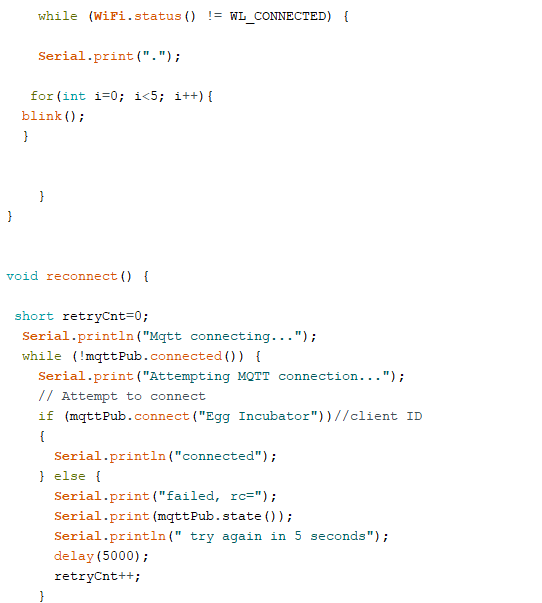 while (WiFi.status() != WL_CONNECTED) {
Serial.print(".");
for(int i=0; i<5; i++){
blink();
}
}
}
void reconnect() {
short retryCnt=0;
Serial.println("Mqtt connecting...");
while (!mqttPub.connected()) {
Serial.print("Attempting MQTT connection...");
// Attempt to connect
if (mqttPub.connect("Egg Incubator"))//client ID
{
Serial.println("connected");
} else {
Serial.print("failed, rc=");
Serial.print(mqttPub.state());
Serial.println(" try again in 5 seconds");
delay(5000);
retryCnt++;
}